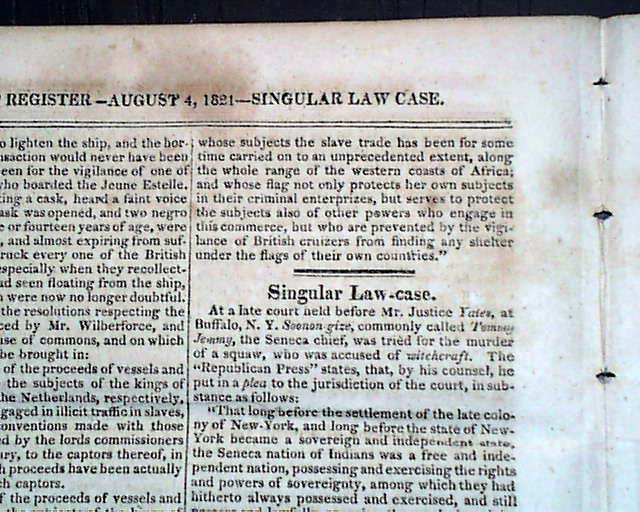 REGISTER—AUGUST 4, 1821—SINGULAR LAW CASE.
o lighten the ship, and the hor-
nsaction would never have been
een for the vigilance of one of
who boarded the Jeune Estelle.
ing a cask, heard a faint voice
ask was opened, and two negro
e or fourteen years of age, were
, and almost expiring from suf-
ruck every one of the British
especially when they recollect-
ad seen floating from the ship,
n were now no longer doubtful.
the resolutions respecting the
ced by Mr. Wilberforce, and
use of commons, and on which
be brought in:
of the proceeds of vessels and
the subjects of the kings of
the Netherlands, respectively,
gaged in illicit traffic in slaves,
conventions made with those
ed by the lords commissioners
ury, to the captors thereof, in
h proceeds have been actually
ch captors.
of the proceeds of vessels and
whose subjects the slave trade has been for some
time carried on to an unprecedented extent, along
the whole range of the western coasts of Africa;
and whose flag not only protects her own subjects
in their criminal enterprizes, but serves to protect
the subjects also of other powers who engage in
this commerce, but who are prevented by the vigi-
lance of British cruizers from finding any shelter
under the flags of their own countries."
Singular Law-case.
At a late court held before Mr. Justice Yates, at
Buffalo, N. Y. Soonon-gize, commonly called Tommy
Jemmy, the Seneca chief, was tried for the murder
of a squaw, who was accused of witchcraft. The
"Republican Press" states, that, by his counsel, he
put in a plea to the jurisdiction of the court, in sub-
stance as follows:
"That long before the settlement of the late colo-
ny of New-York, and long before the state of New-
York became a sovereign and independent state,
the Seneca nation of Indians was a free and inde-
pendent nation, possessing and exercising the rights
and powers of sovereignty, among which they had
hitherto always possessed and exercised, and still